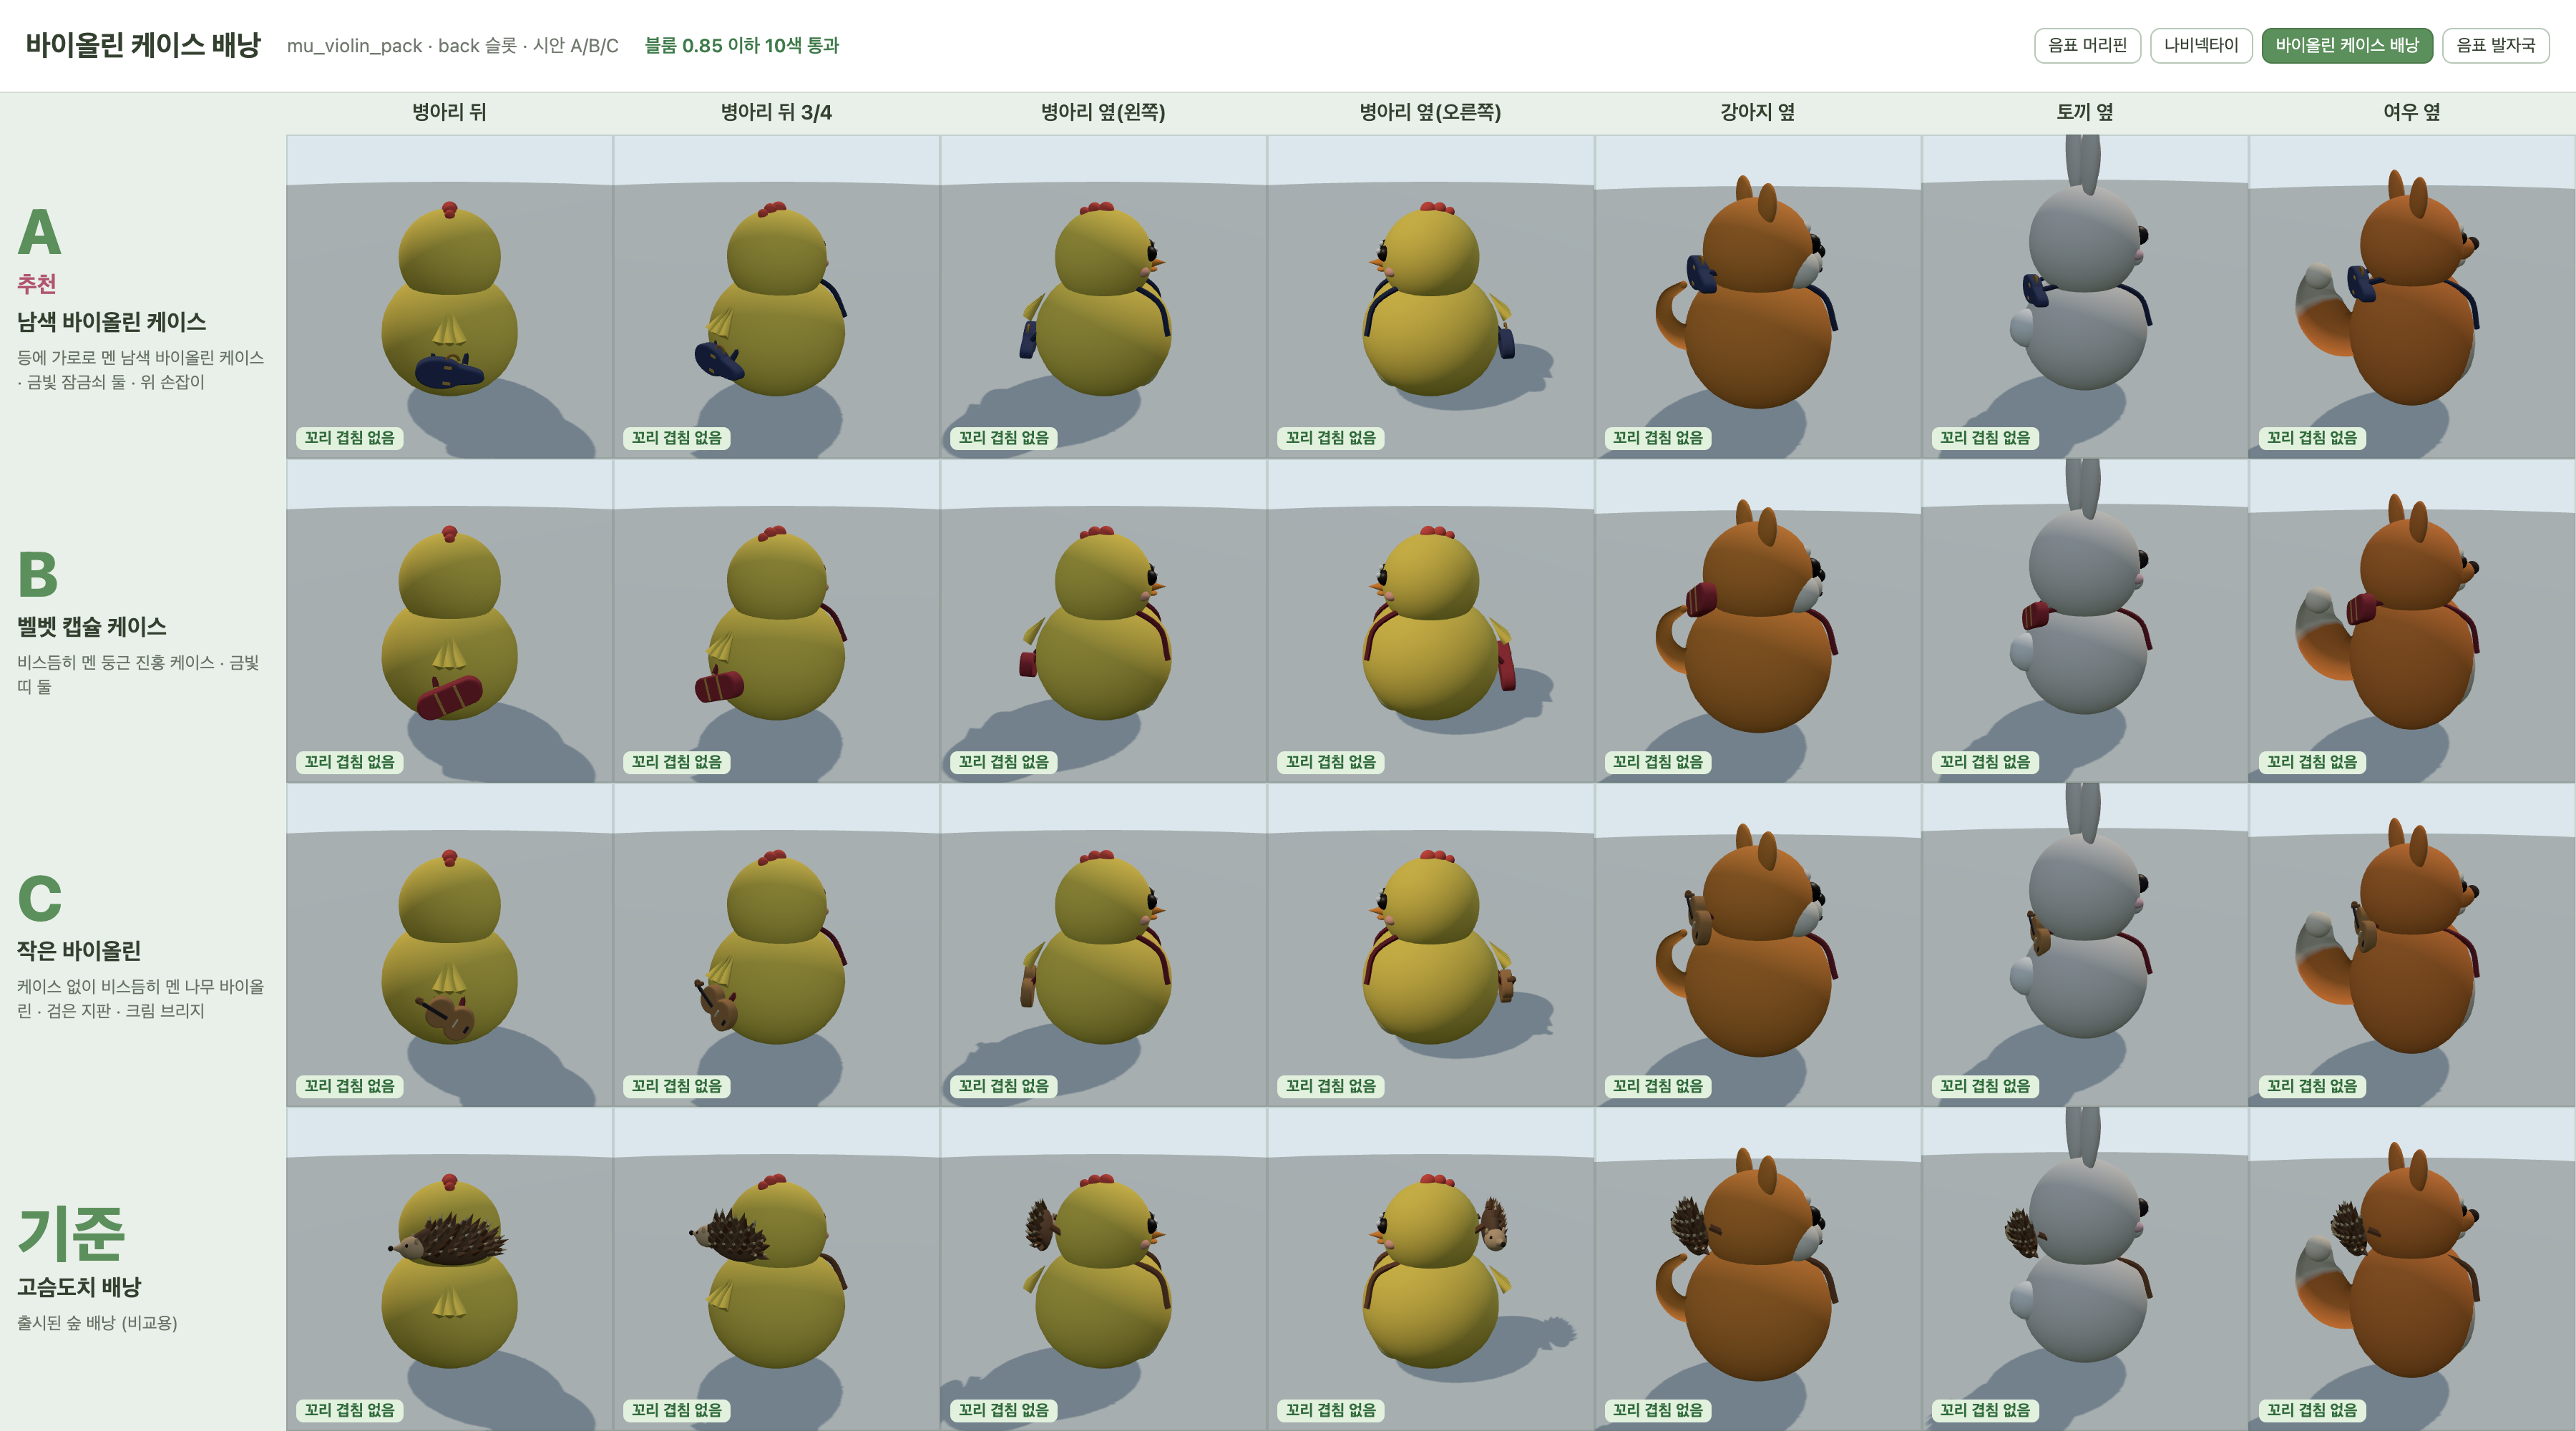 바이올린 케이스 배낭
mu_violin_pack · back 슬롯 · 시안 A/B/C
블룸 0.85 이하 10색 통과
음표 머리핀
나비넥타이
바이올린 케이스 배낭
음표 발자국
병아리 뒤
병아리 뒤 3/4
병아리 옆(왼쪽)
병아리 옆(오른쪽)
강아지 옆
토끼 옆
여우 옆
A
추천
남색 바이올린 케이스
등에 가로로 멘 남색 바이올린 케이스
· 금빛 잠금쇠 둘 · 위 손잡이
꼬리 겹침 없음
꼬리 겹침 없음
꼬리 겹침 없음
꼬리 겹침 없음
꼬리 겹침 없음
꼬리 겹침 없음
꼬리 겹침 없음
B
벨벳 캡슐 케이스
비스듬히 멘 둥근 진홍 케이스 · 금빛
띠 둘
꼬리 겹침 없음
꼬리 겹침 없음
꼬리 겹침 없음
꼬리 겹침 없음
꼬리 겹침 없음
꼬리 겹침 없음
꼬리 겹침 없음
C
작은 바이올린
케이스 없이 비스듬히 멘 나무 바이올
린 · 검은 지판 · 크림 브리지
꼬리 겹침 없음
꼬리 겹침 없음
꼬리 겹침 없음
꼬리 겹침 없음
꼬리 겹침 없음
꼬리 겹침 없음
꼬리 겹침 없음
기준
고슴도치 배낭
출시된 숲 배낭 (비교용)
꼬리 겹침 없음
꼬리 겹침 없음
꼬리 겹침 없음
꼬리 겹침 없음
꼬리 겹침 없음
꼬리 겹침 없음
꼬리 겹침 없음